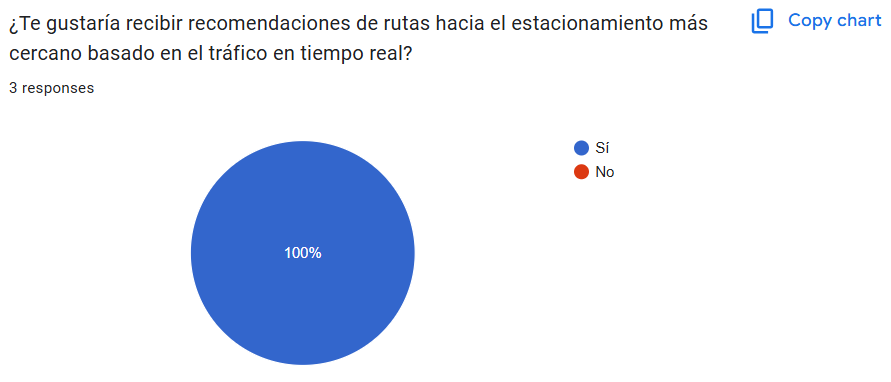 ¿Te gustaría recibir recomendaciones de rutas hacia el estacionamiento más
cercano basado en el tráfico en tiempo real?
Copy chart
3 responses
Sí
No
100%